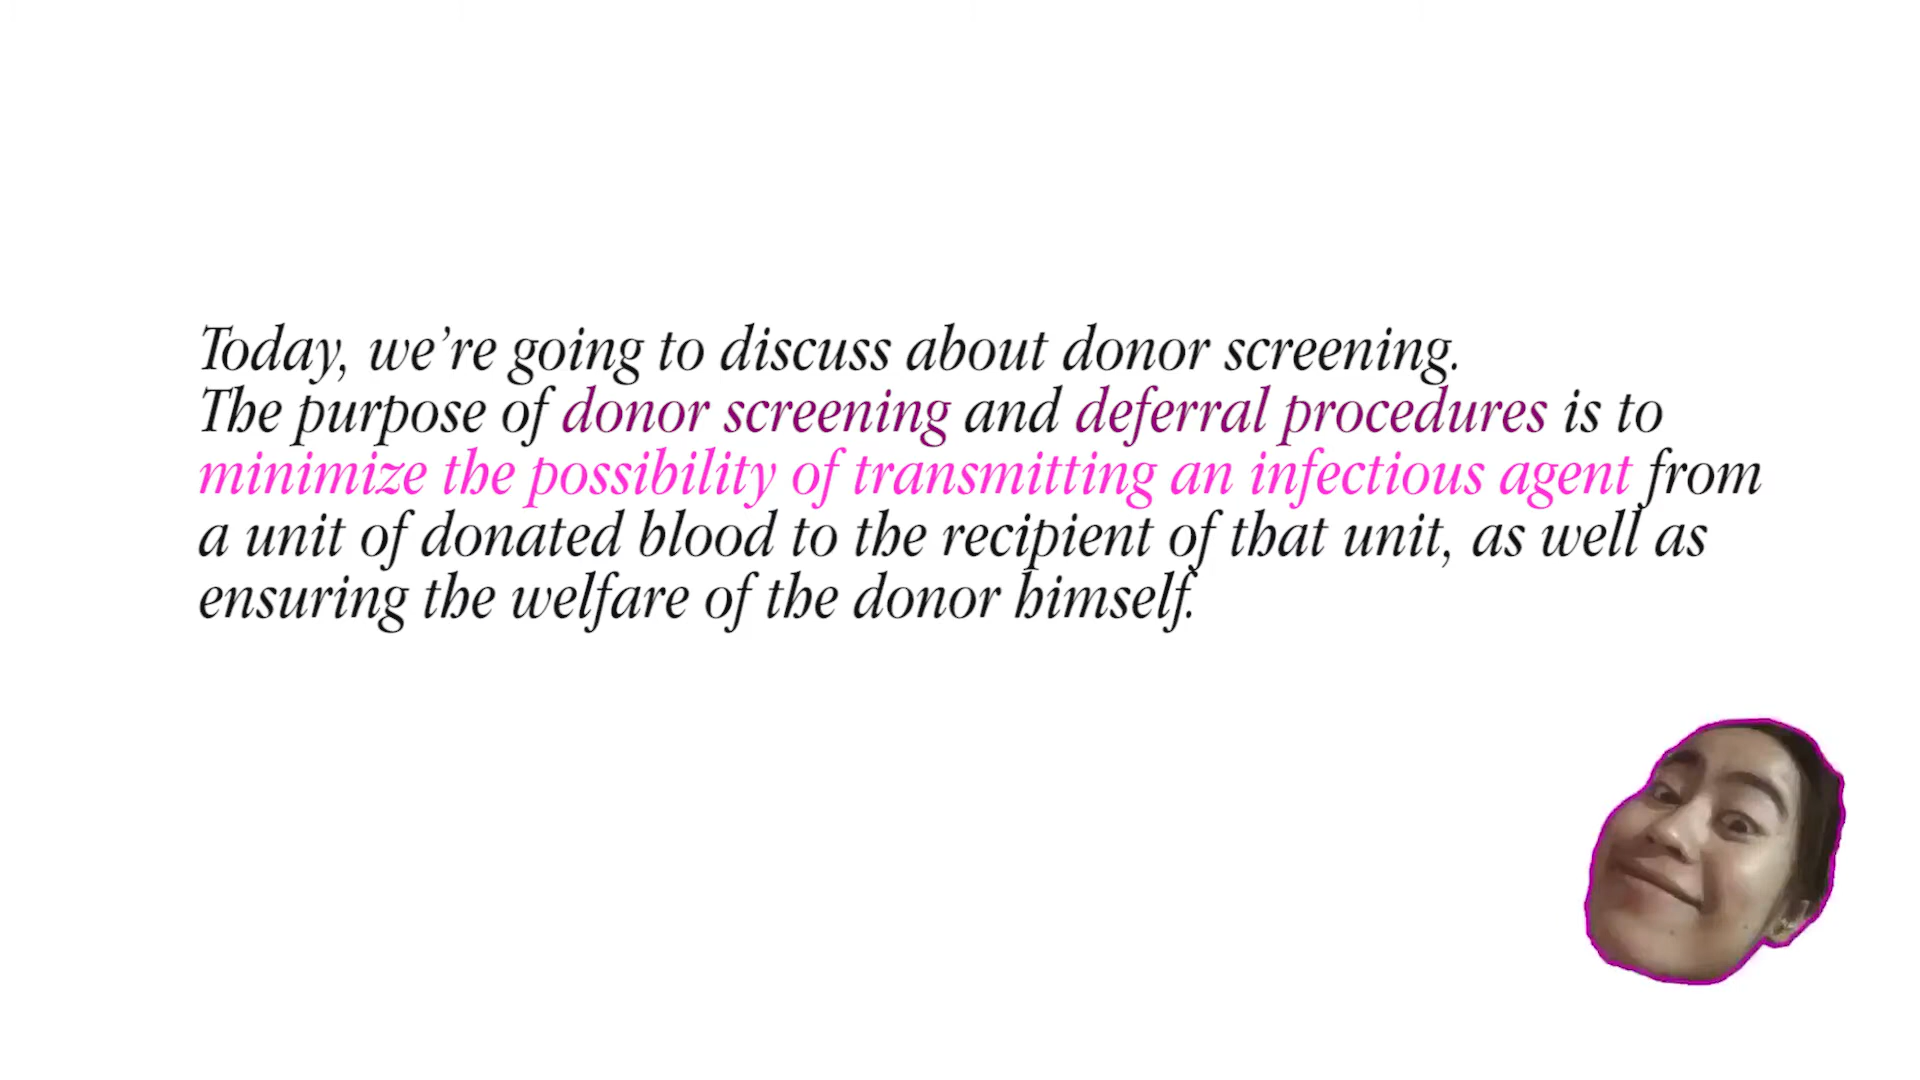 Today, we’re going to discuss about donor screening.
The purpose of donor screening and deferral procedures is to
minimize the possibility of transmitting an infectious agent from
a unit of donated blood to the recipient of that unit, as well as
ensuring the welfare of the donor himself.